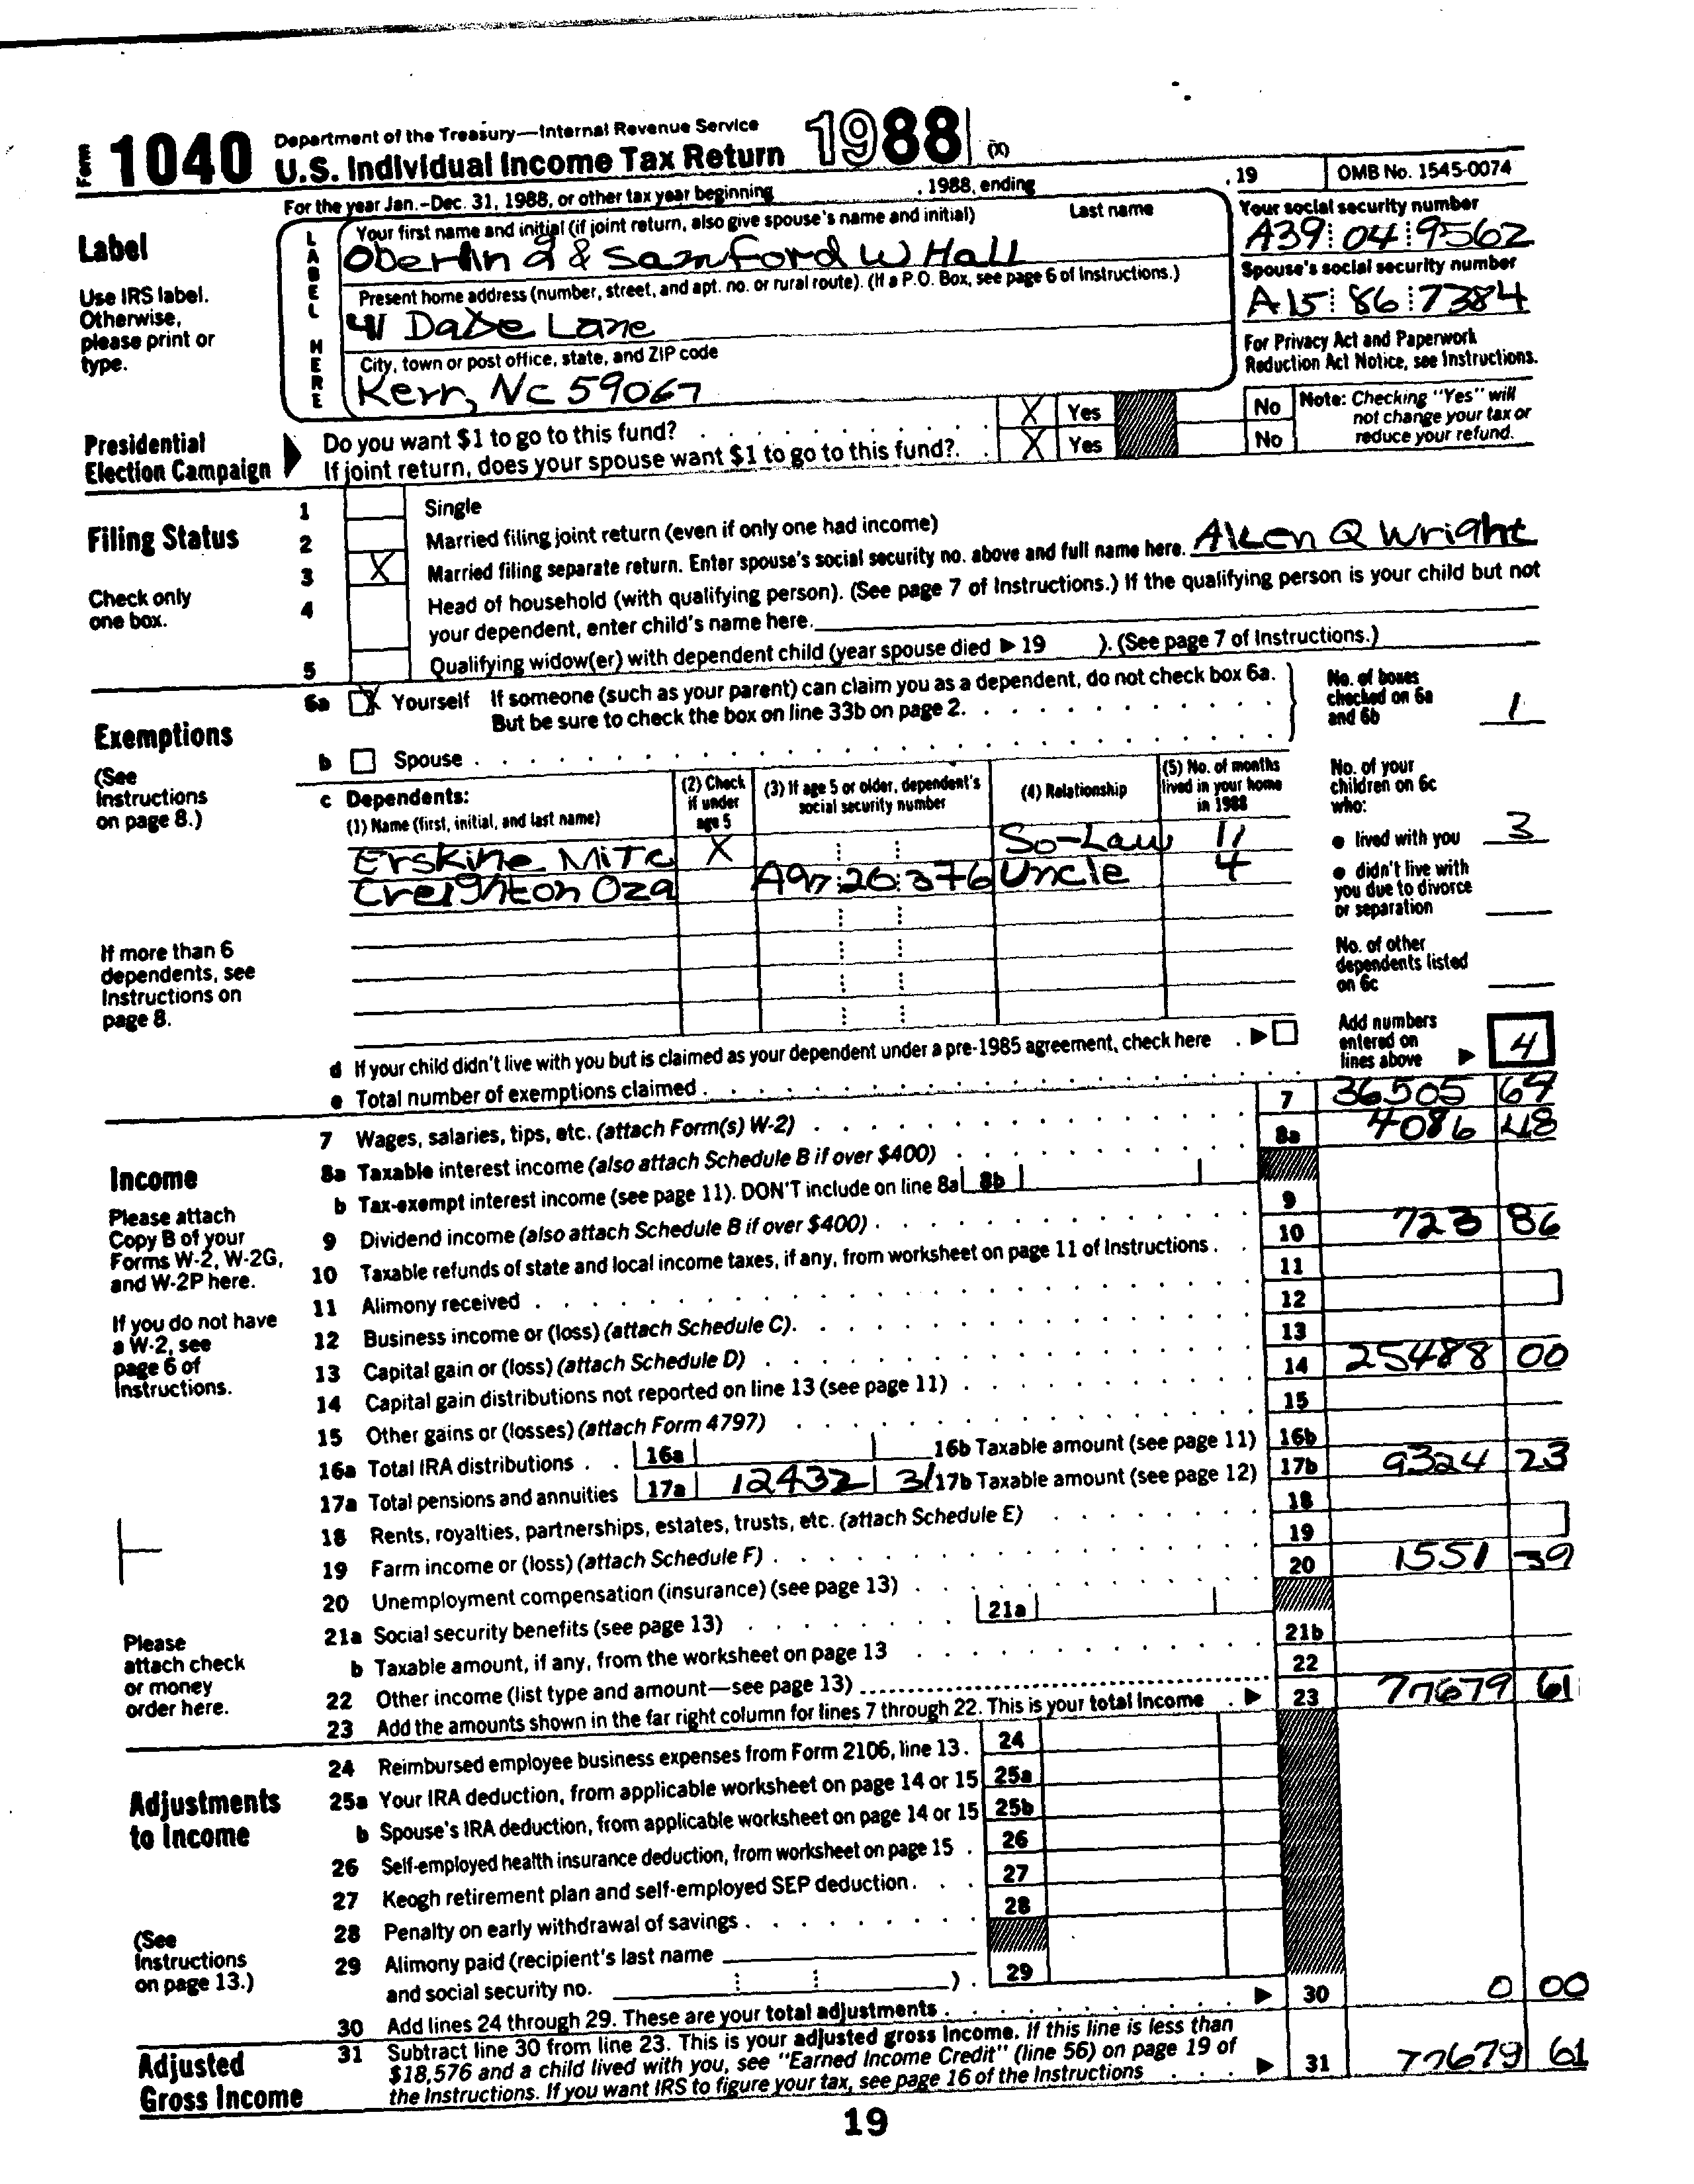 Form 1040 Department of the Treasury—Internal Revenue Service
U.S. Individual Income Tax Return 1988 (X)
For the year Jan.-Dec. 31, 1988, or other tax year beginning , 1988, ending , 19 OMB No. 1545-0074
Label
Use IRS label. Otherwise, please print or type.
LABEL HERE
Your first name and initial (if joint return, also give spouse's name and initial) Last name
Oberlin & Samford W Hall
Your social security number
A39 04 9562
Present home address (number, street, and apt. no. or rural route). (If a P.O. Box, see page 6 of Instructions.)
41 Dabe Lane
Spouse's social security number
A15 86 7384
City, town or post office, state, and ZIP code
Kerr, NC 59067
For Privacy Act and Paperwork Reduction Act Notice, see Instructions.
Presidential Election Campaign
Do you want $1 to go to this fund? X Yes No
If joint return, does your spouse want $1 to go to this fund?. X Yes No
Note: Checking "Yes" will not change your tax or reduce your refund.
Filing Status
Check only one box.
1 Single
2 Married filing joint return (even if only one had income)
3 X Married filing separate return. Enter spouse's social security no. above and full name here. Allen Q Wright
4 Head of household (with qualifying person). (See page 7 of Instructions.) If the qualifying person is your child but not
your dependent, enter child's name here.
5 Qualifying widow(er) with dependent child (year spouse died ▶ 19 ). (See page 7 of Instructions.)
Exemptions
(See Instructions on page 8.)
6a X Yourself If someone (such as your parent) can claim you as a dependent, do not check box 6a.
But be sure to check the box on line 33b on page 2.
b Spouse
No. of boxes checked on 6a and 6b 1
c Dependents:
(1) Name (first, initial, and last name) (2) Check if under age 5 (3) If age 5 or older, dependent's social security number (4) Relationship (5) No. of months lived in your home in 1988
Erskine Mitc X So-Law 11
Creighton Oza A97 26 376 Uncle 4
No. of your children on 6c who:
● lived with you 3
● didn't live with you due to divorce or separation
No. of other dependents listed on 6c
If more than 6 dependents, see Instructions on page 8.
d If your child didn't live with you but is claimed as your dependent under a pre-1985 agreement, check here ▶
e Total number of exemptions claimed
Add numbers entered on lines above ▶ 4
Income
Please attach Copy B of your Forms W-2, W-2G, and W-2P here.
If you do not have a W-2, see page 6 of Instructions.
Please attach check or money order here.
7 Wages, salaries, tips, etc. (attach Form(s) W-2) 7 36505 67
8a Taxable interest income (also attach Schedule B if over $400) 8a 4086 48
b Tax-exempt interest income (see page 11). DON'T include on line 8a 8b
9 Dividend income (also attach Schedule B if over $400) 9
10 Taxable refunds of state and local income taxes, if any, from worksheet on page 11 of Instructions 10 723 86
11 Alimony received 11
12 Business income or (loss) (attach Schedule C) 12
13 Capital gain or (loss) (attach Schedule D) 13
14 Capital gain distributions not reported on line 13 (see page 11) 14 25488 00
15 Other gains or (losses) (attach Form 4797) 15
16a Total IRA distributions 16a 16b Taxable amount (see page 11) 16b
17a Total pensions and annuities 17a 12432 31 17b Taxable amount (see page 12) 17b 9324 23
18 Rents, royalties, partnerships, estates, trusts, etc. (attach Schedule E) 18
19 Farm income or (loss) (attach Schedule F) 19
20 Unemployment compensation (insurance) (see page 13) 20 1551 39
21a Social security benefits (see page 13) 21a
b Taxable amount, if any, from the worksheet on page 13 21b
22 Other income (list type and amount—see page 13) 22
23 Add the amounts shown in the far right column for lines 7 through 22. This is your total income ▶ 23 77679 61
Adjustments to Income
(See Instructions on page 13.)
24 Reimbursed employee business expenses from Form 2106, line 13. 24
25a Your IRA deduction, from applicable worksheet on page 14 or 15 25a
b Spouse's IRA deduction, from applicable worksheet on page 14 or 15 25b
26 Self-employed health insurance deduction, from worksheet on page 15 26
27 Keogh retirement plan and self-employed SEP deduction 27
28 Penalty on early withdrawal of savings 28
29 Alimony paid (recipient's last name
and social security no. ) 29
30 Add lines 24 through 29. These are your total adjustments ▶ 30 0 00
Adjusted Gross Income
31 Subtract line 30 from line 23. This is your adjusted gross income. If this line is less than
$18,576 and a child lived with you, see "Earned Income Credit" (line 56) on page 19 of
the Instructions. If you want IRS to figure your tax, see page 16 of the Instructions ▶ 31 77679 61
19